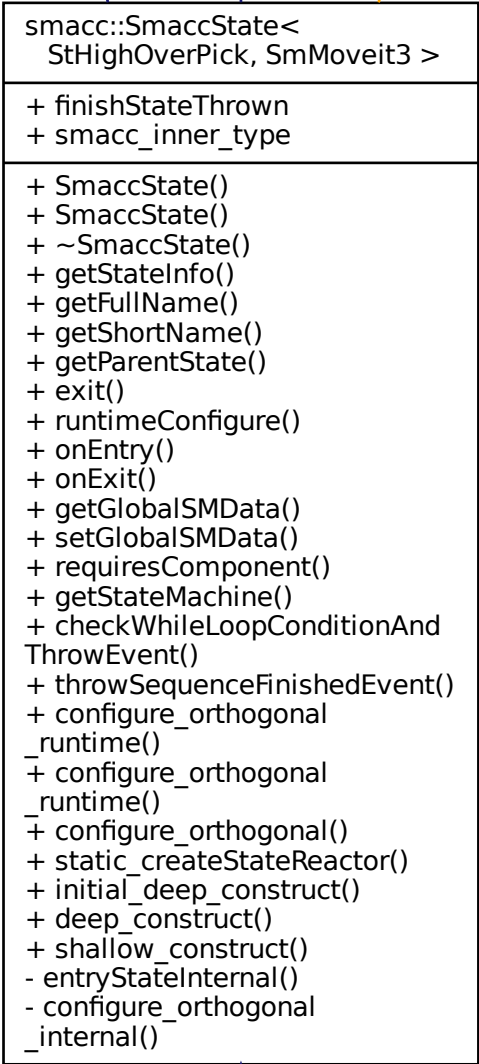 smacc::SmaccState<
StHighOverPick, SmMoveit3 >
+ finishStateThrown
+ smacc_inner_type
+ SmaccState()
+ SmaccState()
+ ~SmaccState()
+ getStateInfo()
+ getFullName()
+ getShortName()
+ getParentState()
+ exit()
+ runtimeConfigure()
+ onEntry()
+ onExit()
+ getGlobalSMData()
+ setGlobalSMData()
+ requiresComponent()
+ getStateMachine()
+ checkWhileLoopConditionAnd
ThrowEvent()
+ throwSequenceFinishedEvent()
+ configure_orthogonal
_runtime()
+ configure_orthogonal
_runtime()
+ configure_orthogonal()
+ static_createStateReactor()
+ initial_deep_construct()
+ deep_construct()
+ shallow_construct()
- entryStateInternal()
- configure_orthogonal
_internal()